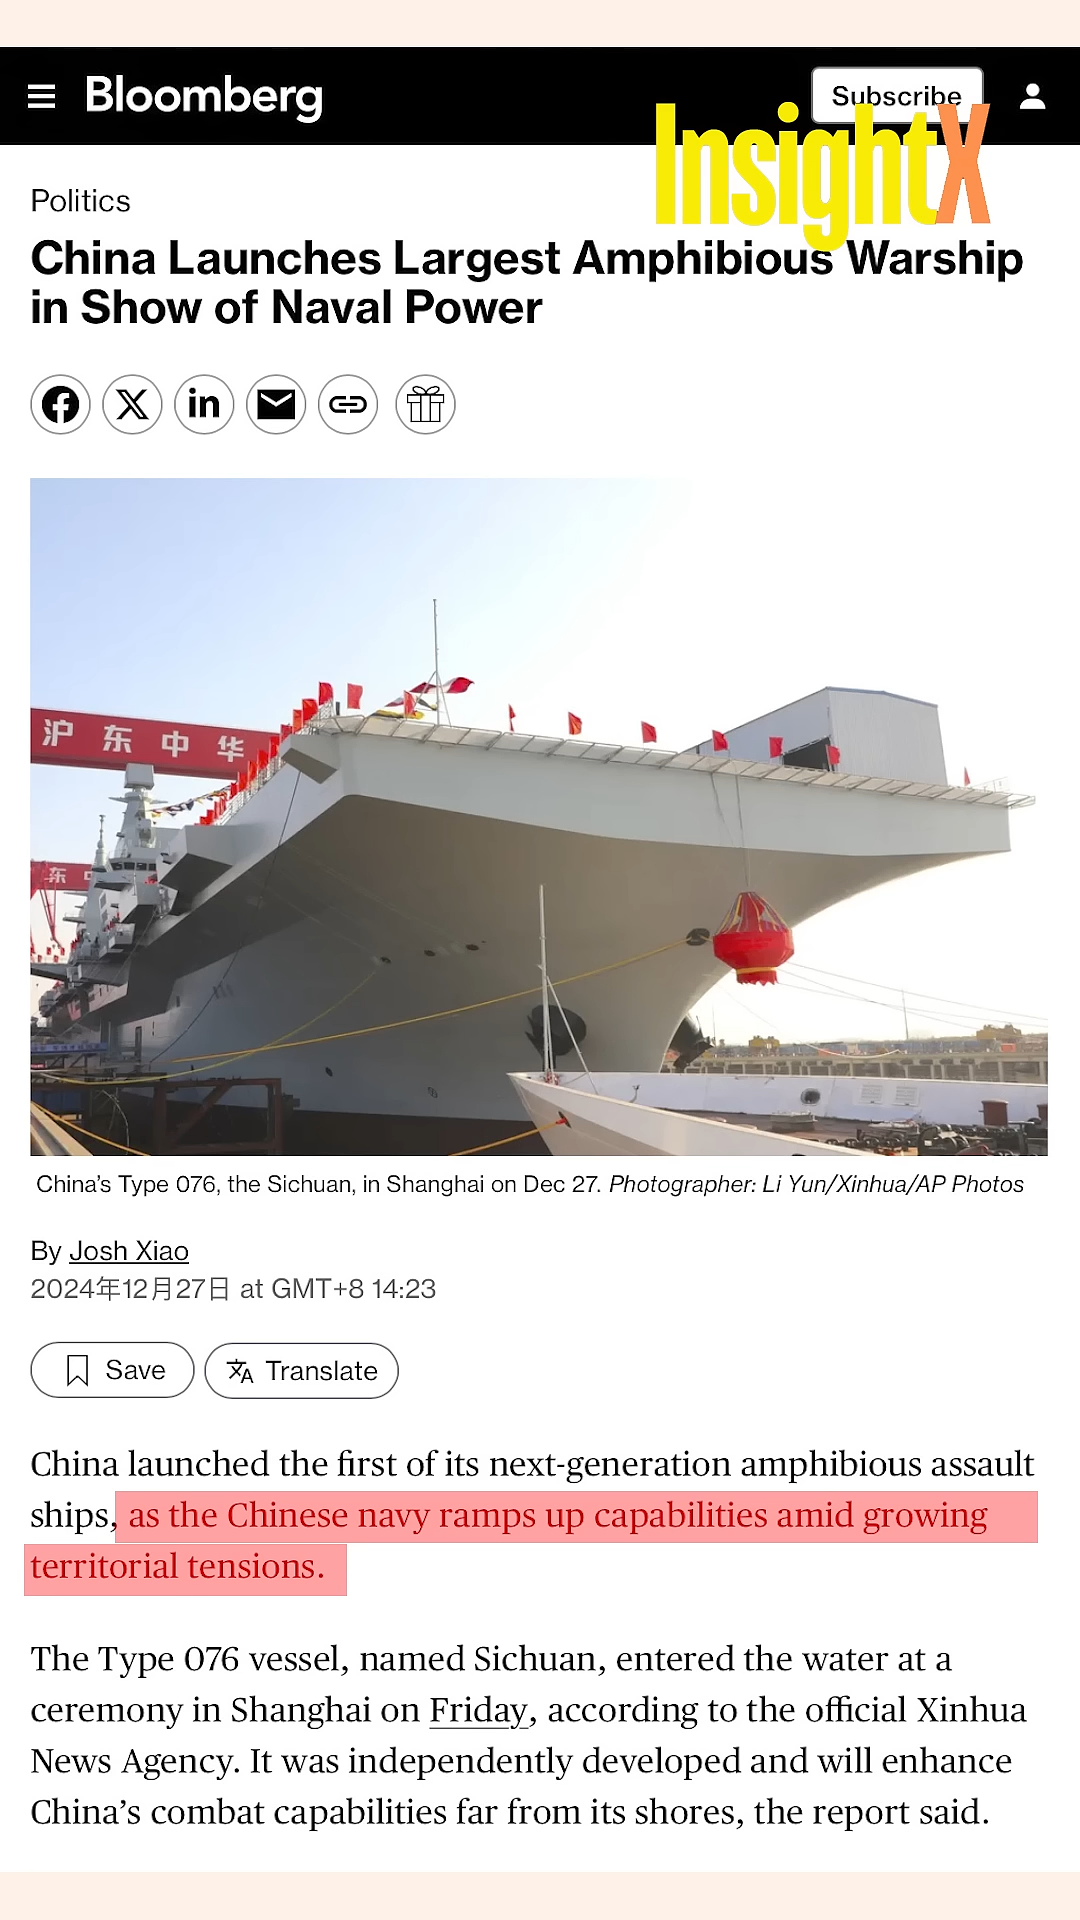 Bloomberg
Subscribe
InsightX
Politics
China Launches Largest Amphibious Warship
in Show of Naval Power
沪东中华
东
China's Type 076, the Sichuan, in Shanghai on Dec 27. Photographer: Li Yun/Xinhua/AP Photos
By Josh Xiao
2024年12月27日 at GMT+8 14:23
Save
Translate
China launched the first of its next-generation amphibious assault
ships, as the Chinese navy ramps up capabilities amid growing
territorial tensions.
The Type 076 vessel, named Sichuan, entered the water at a
ceremony in Shanghai on Friday, according to the official Xinhua
News Agency. It was independently developed and will enhance
China's combat capabilities far from its shores, the report said.